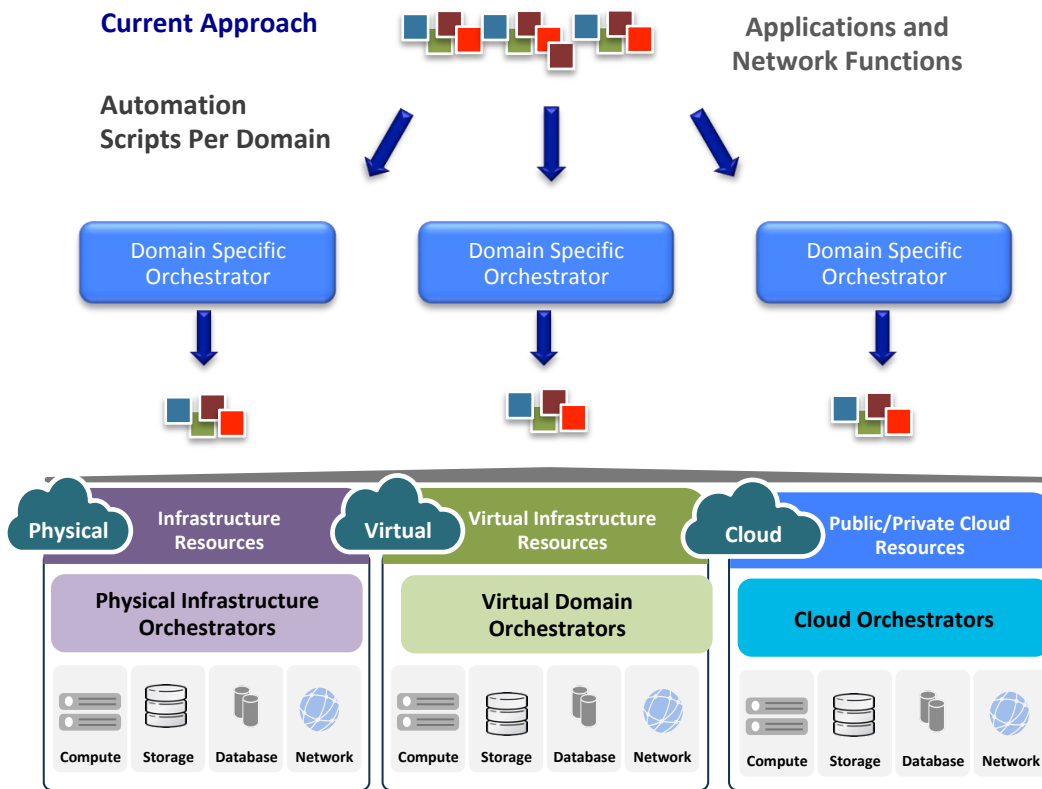 Current Approach
Applications and
Network Functions
Automation
Scripts Per Domain
Domain Specific
Orchestrator
Domain Specific
Orchestrator
Domain Specific
Orchestrator
Physical
Infrastructure
Resources
Virtual
Virtual Infrastructure
Resources
Cloud
Public/Private Cloud
Resources
Physical Infrastructure
Orchestrators
Virtual Domain
Orchestrators
Cloud Orchestrators
Compute
Storage
Database
Network
Compute
Storage
Database
Network
Compute
Storage
Database
Network